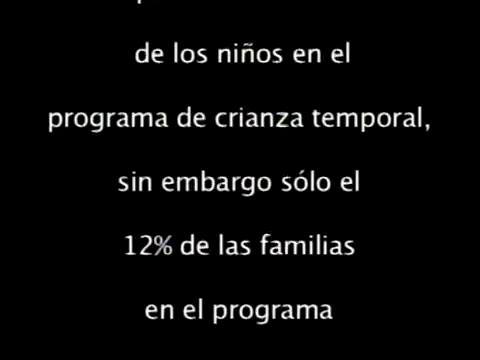 de los niños en el
programa de crianza temporal,
sin embargo sólo el
12% de las familias
en el programa